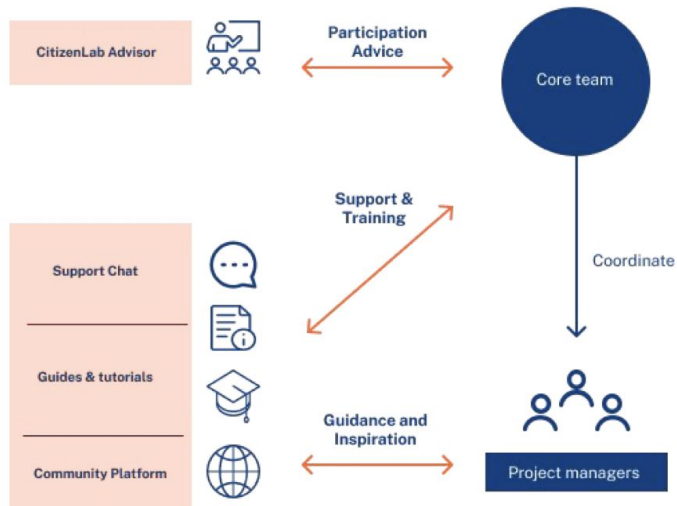 CitizenLab Advisor
Participation
Advice
Core team
Support &
Training
Support Chat
Coordinate
Guides & tutorials
Guidance and
Inspiration
Community Platform
Project managers